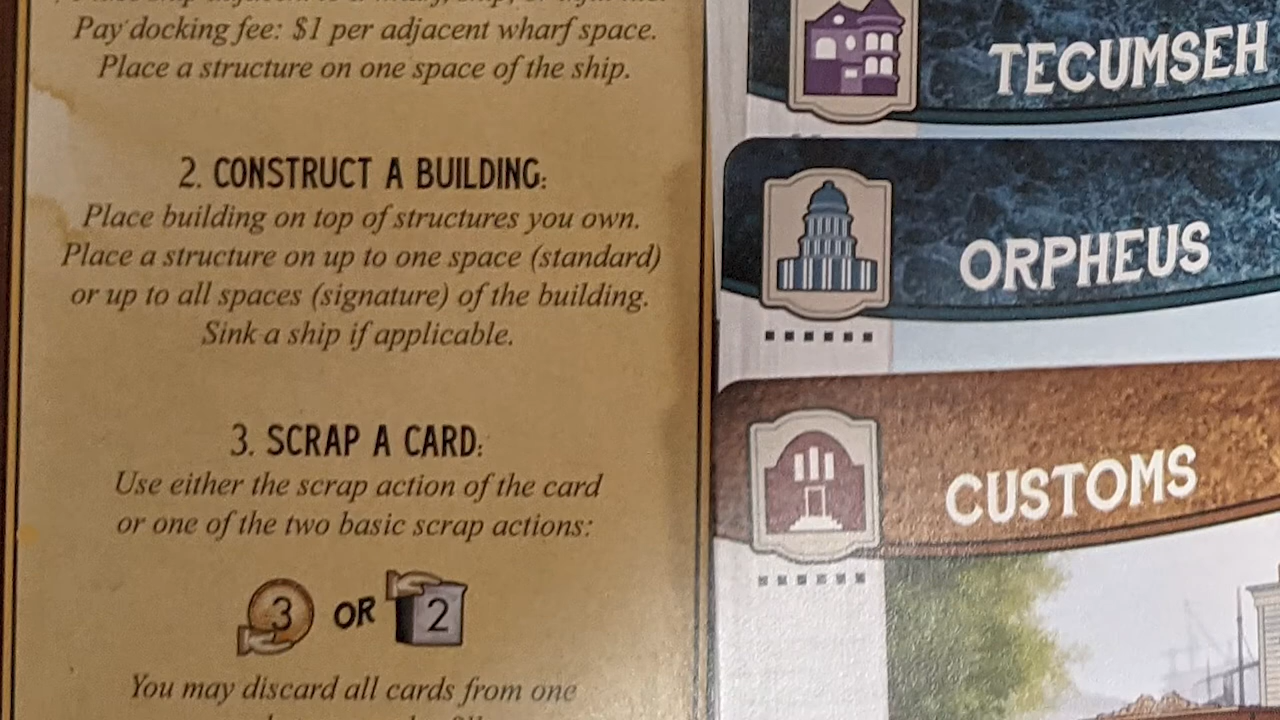 Pay docking fee: $1 per adjacent wharf space.
Place a structure on one space of the ship.
2. CONSTRUCT A BUILDING:
Place building on top of structures you own.
Place a structure on up to one space (standard)
or up to all spaces (signature) of the building.
Sink a ship if applicable.
3. SCRAP A CARD:
Use either the scrap action of the card
or one of the two basic scrap actions:
3 OR 2
You may discard all cards from one
TECUMSEH
ORPHEUS
CUSTOMS